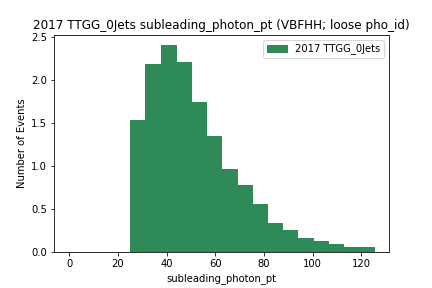 2017 TTGG_0Jets subleading_photon_pt (VBFHH; loose pho_id)
2017 TTGG_0Jets
Number of Events
2.5
2.0
1.5
1.0
0.5
0.0
0 20 40 60 80 100 120
subleading_photon_pt